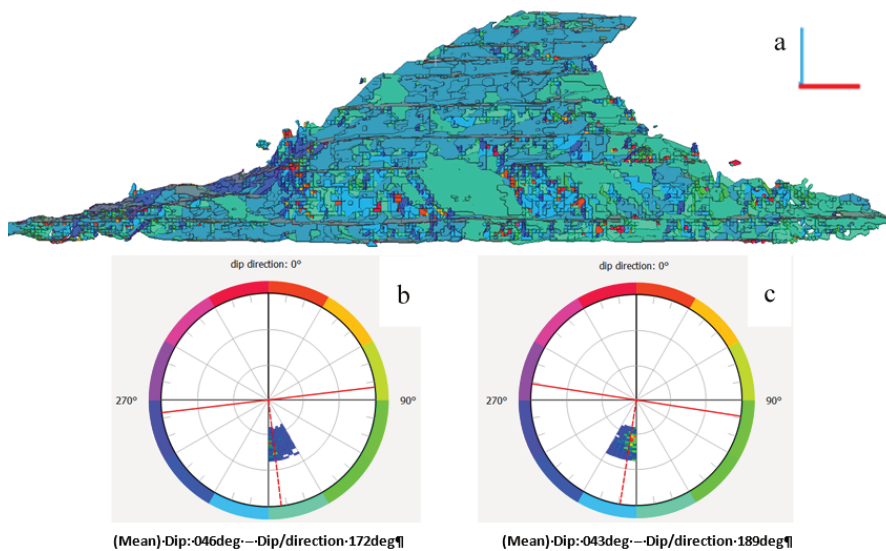 a
b
dip direction: 0°
270°
90°
(Mean)·Dip:·046deg·–·Dip/direction·172deg¶
c
dip direction: 0°
270°
90°
(Mean)·Dip:·043deg·–·Dip/direction·189deg¶